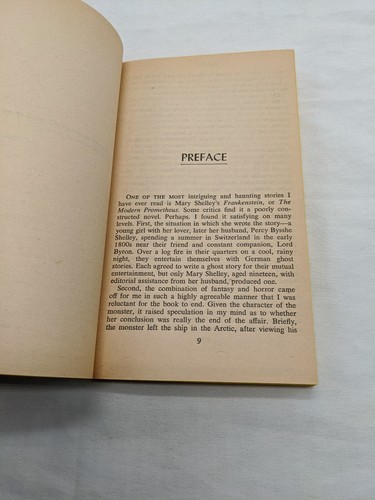 PREFACE
ONE OF THE MOST intriguing and haunting stories I
have ever read is Mary Shelley's Frankenstein, or The
Modern Prometheus. Some critics find it a poorly con-
structed novel. Perhaps. I found it satisfying on many
levels. First, the situation in which she wrote the story—a
young girl with her lover, later her husband, Percy Bysshe
Shelley, spending a summer in Switzerland in the early
1800s near their friend and constant companion, Lord
Byron. Over a log fire in their quarters on a cool, rainy
night, they entertain themselves with German ghost
stories. Each agreed to write a ghost story for their mutual
entertainment, but only Mary Shelley, aged nineteen, with
editorial assistance from her husband, produced one.
Second, the combination of fantasy and horror came
off for me in such a highly agreeable manner that I was
reluctant for the book to end. Given the character of the
monster, it raised speculation in my mind as to whether
her conclusion was really the end of the affair. Briefly,
the monster left the ship in the Arctic, after viewing his
9